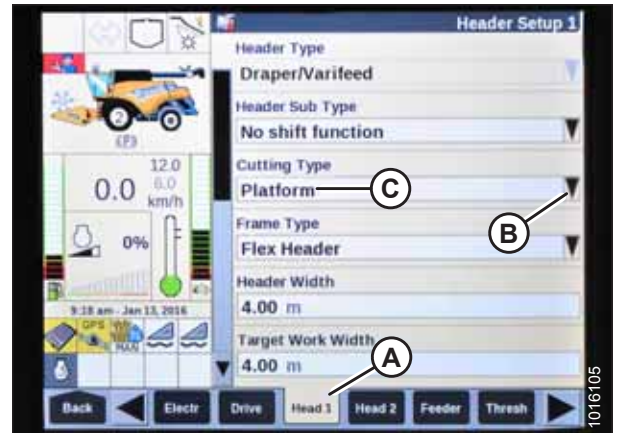 Header Setup 1
Header Type
Draper/Varifeed
Header Sub Type
No shift function
Cutting Type
Platform
C
B
Frame Type
Flex Header
Header Width
4.00 m
Target Work Width
4.00 m
A
2
(F)
12.0
0.0
6.0
km/h
0%
9:18 am - Jan 13, 2016
GPS
MAN
Back
Electr
Drive
Head 1
Head 2
Feeder
Thresh
1016105